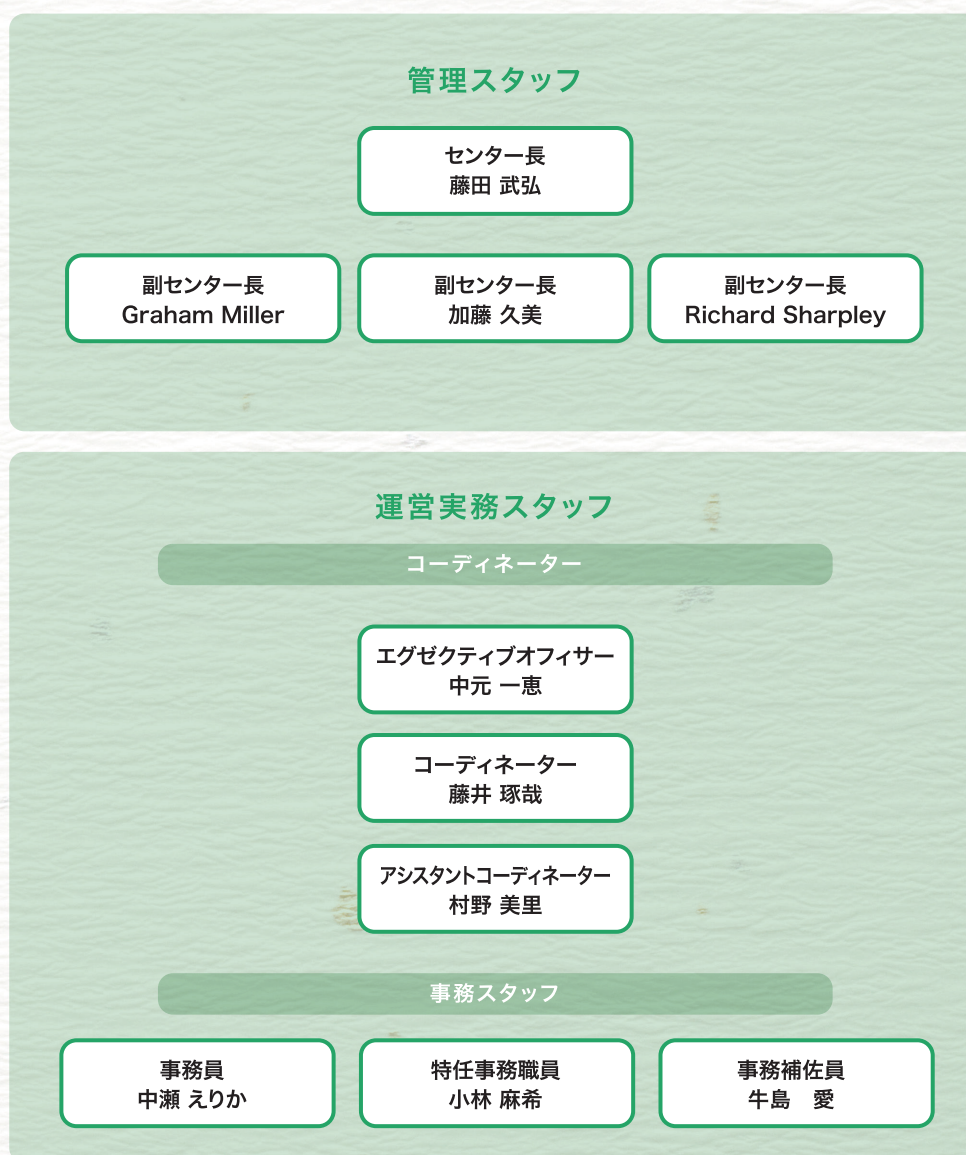 管理スタッフ
センター長
藤田 武弘
副センター長
Graham Miller
副センター長
加藤 久美
副センター長
Richard Sharpley
運営実務スタッフ
コーディネーター
エグゼクティブオフィサー
中元 一恵
コーディネーター
藤井 琢哉
アシスタントコーディネーター
村野 美里
事務スタッフ
事務員
中瀬 えりか
特任事務職員
小林 麻希
事務補佐員
牛島　愛